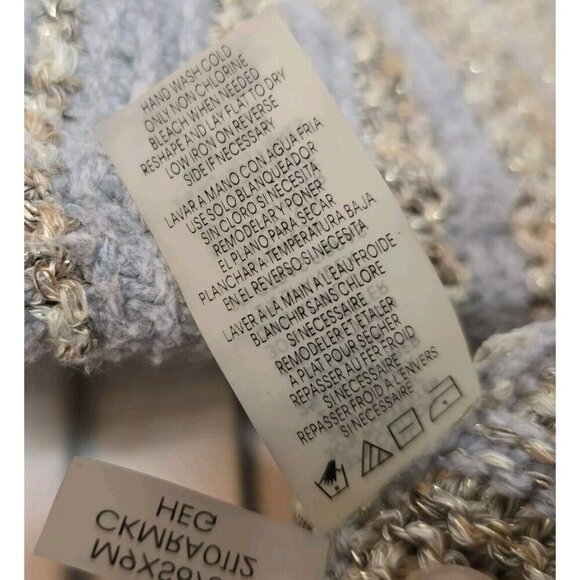 HAND WASH COLD
ONLY NON CHLORINE
BLEACH WHEN NEEDED
RESHAPE AND LAY FLAT TO DRY
LOW IRON ON REVERSE
SIDE IF NECESSARY
LAVAR A MANO CON AGUA FRIA
USE SOLO BLANQUEADOR
SIN CLORO SI NECESITA
REMODELAR Y PONER
EL PLANO PARA SECAR
PLANCHAR A TEMPERATURA BAJA
EN EL REVERSO SI NECESITA
LAVER À LA MAIN A L'EAU FROIDE
BLANCHIR SANS CHLORE
SI NECESSAIRE
REMODELER ET ETALER
A PLAT POUR SÉCHER
REPASSER AU FER FROID
SI NECESSAIRE
REPASSER FROID A L'ENVERS
SI NECESSAIRE
HEG
CKMRA0112